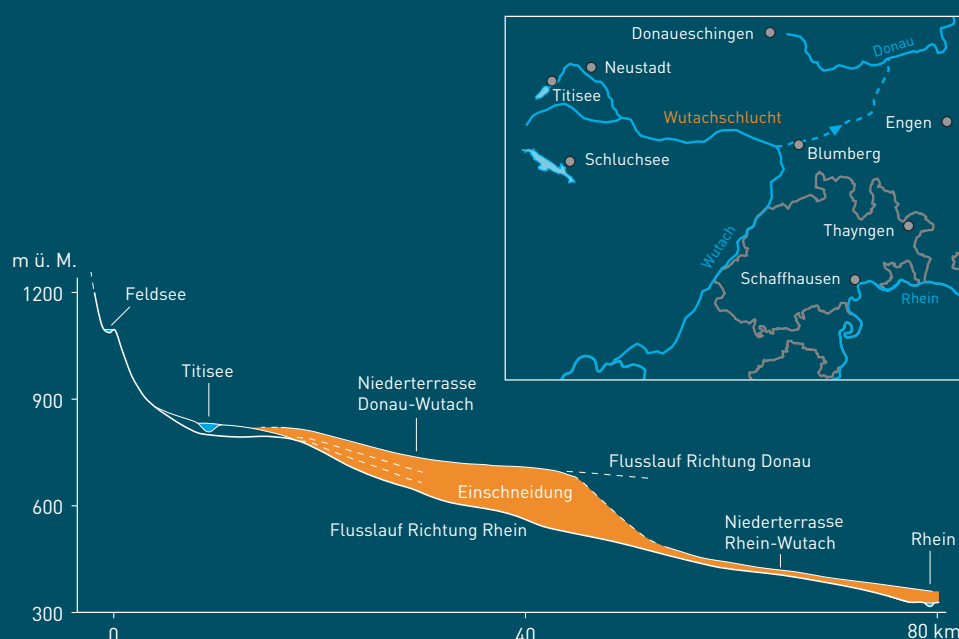 Donaueschingen
Donau
Neustadt
Titisee
Wutachschlucht
Engen
Blumberg
Schluchsee
Thayngen
Wutach
Schaffhausen
Rhein
m ü. M.
1200
900
600
300
Feldsee
Titisee
Niederterrasse
Donau-Wutach
Flusslauf Richtung Donau
Einschneidung
Flusslauf Richtung Rhein
Niederterrasse
Rhein-Wutach
Rhein
0
40
80 km